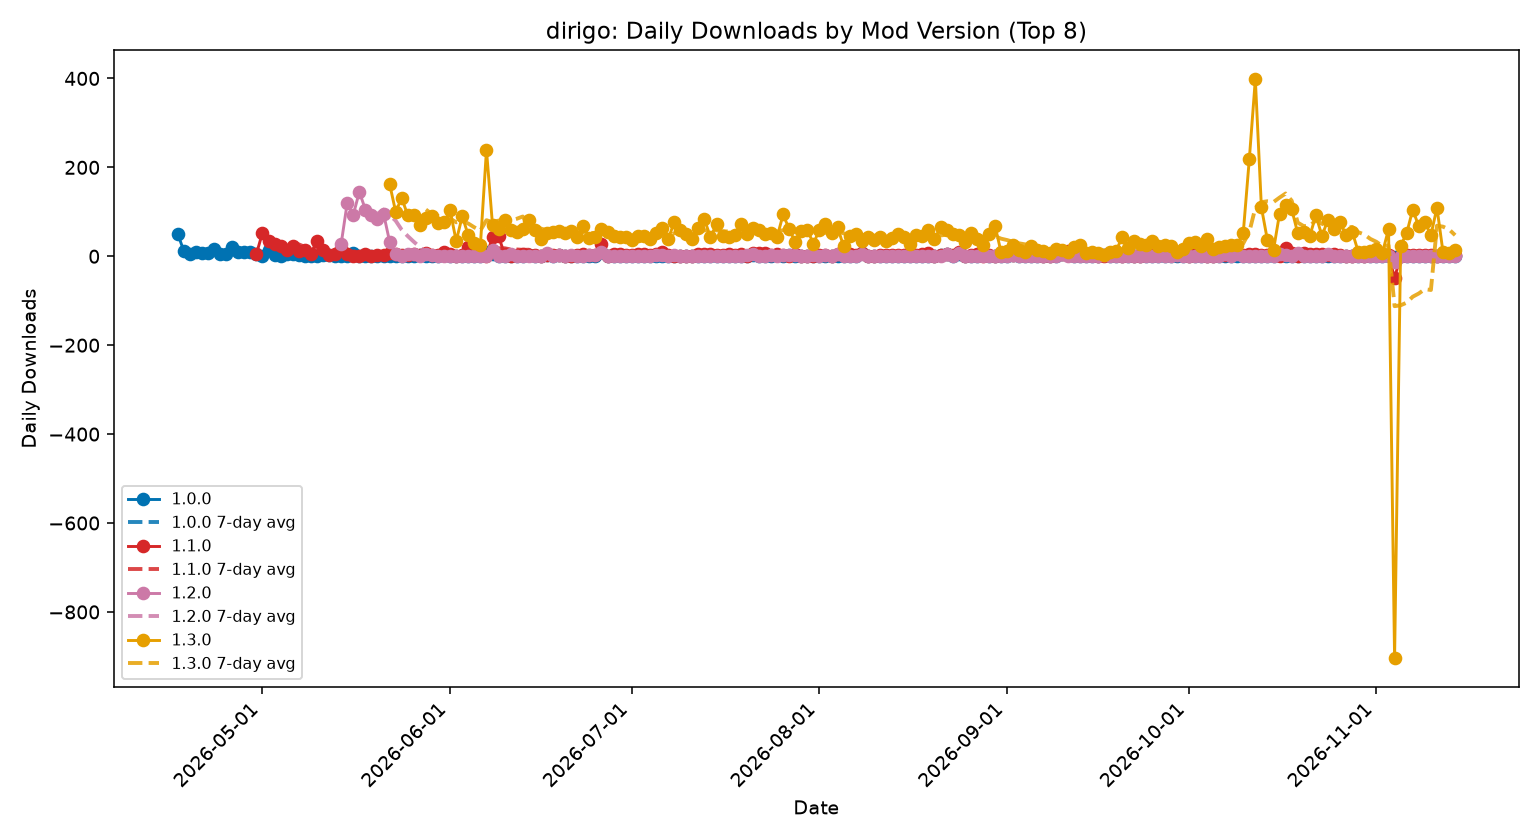 dirigo: Daily Downloads by Mod Version (Top 8)
Daily Downloads
400
200
0
−200
−400
−600
−800
1.0.0
1.0.0 7-day avg
1.1.0
1.1.0 7-day avg
1.2.0
1.2.0 7-day avg
1.3.0
1.3.0 7-day avg
2026-05-01
2026-06-01
2026-07-01
2026-08-01
2026-09-01
2026-10-01
2026-11-01
Date